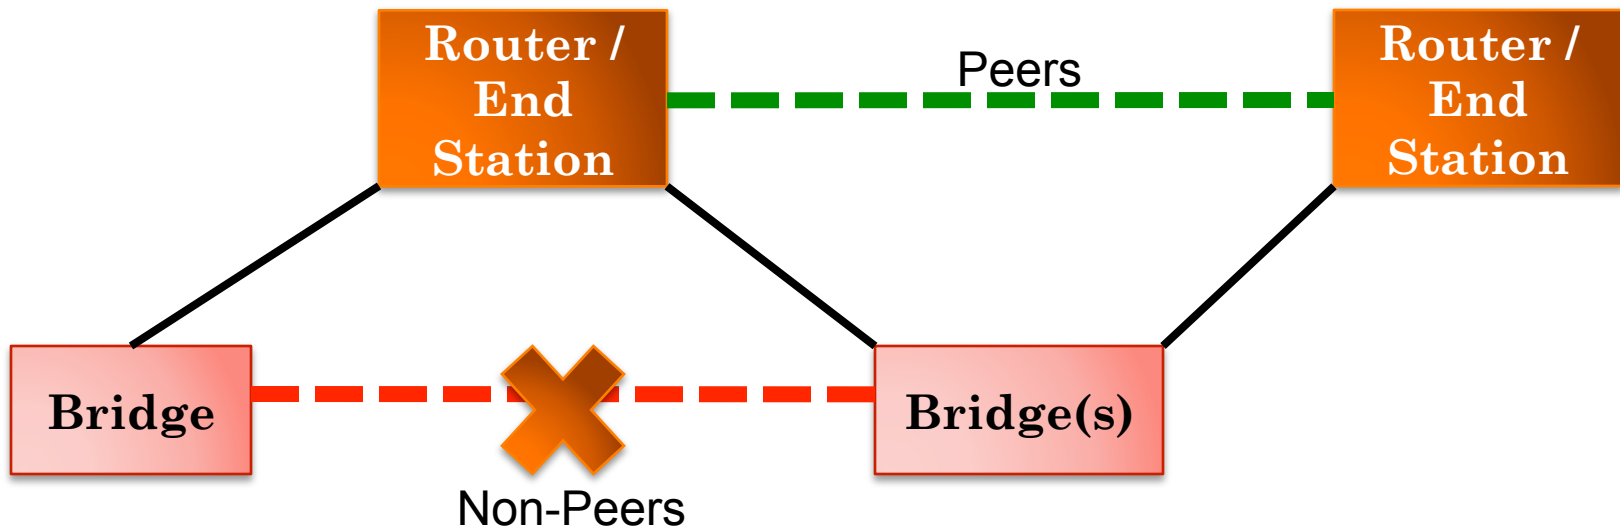 Router /
End
Station
Peers
Router /
End
Station
Bridge
Bridge(s)
Non-Peers